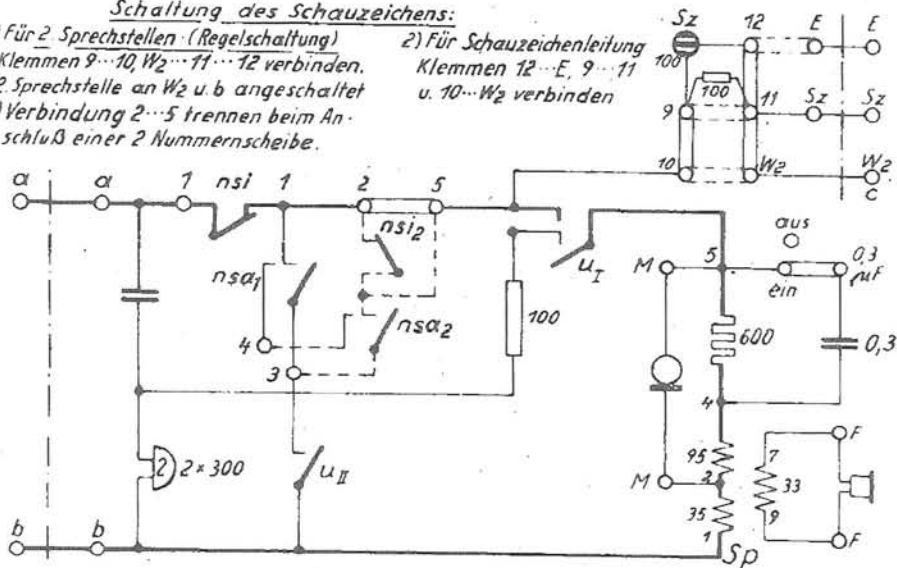 Schaltung des Schauzeichens:
Für 2 Sprechstellen (Regelschaltung)
Klemmen 9···10, W₂···11···12 verbinden.
2. Sprechstelle an W₂ u. b angeschaltet
Verbindung 2···5 trennen beim An-
schluß einer 2 Nummernscheibe.
2) Für Schauzeichenleitung
Klemmen 12···E, 9···11
u. 10···W₂ verbinden
Sz 12 E E
100
100
9 11 Sz Sz
10 W₂ W₂
c
a a 1 nsi 1 2 5
nsi₂
nsa₁
nsa₂
4
3
100
u_I
u_II
2 2×300
b b
aus
ein
M 5
0,3
µF
600
0,3
4
95
M 2
35
1
Sp
7
33
9
F
F